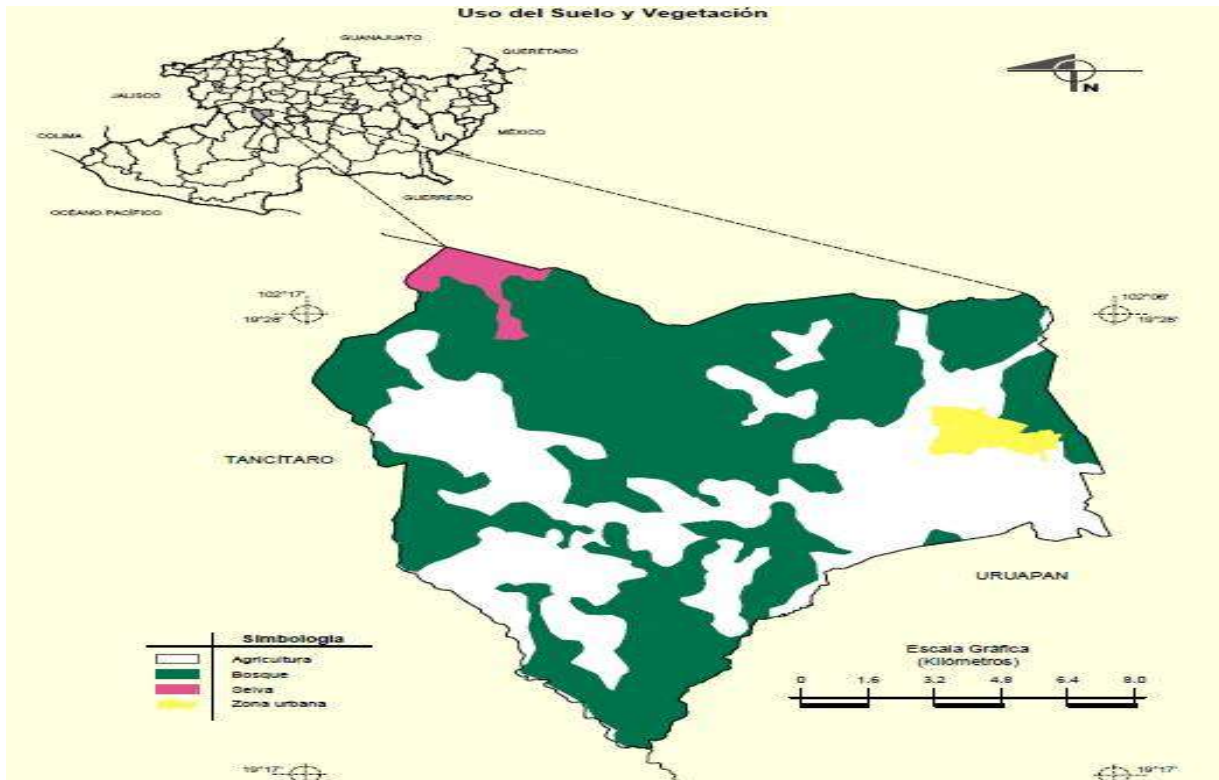 Uso del Suelo y Vegetación
GUANAJUATO
QUERÉTARO
JALISCO
COLIMA
MÉXICO
GUERRERO
OCÉANO PACÍFICO
N
102°17'
19°28'
102°06'
19°28'
TANCÍTARO
URUAPAN
Simbología
Agricultura
Bosque
Selva
Zona urbana
Escala Gráfica
(Kilómetros)
0 1.6 3.2 4.8 6.4 8.0
19°17'
19°17'